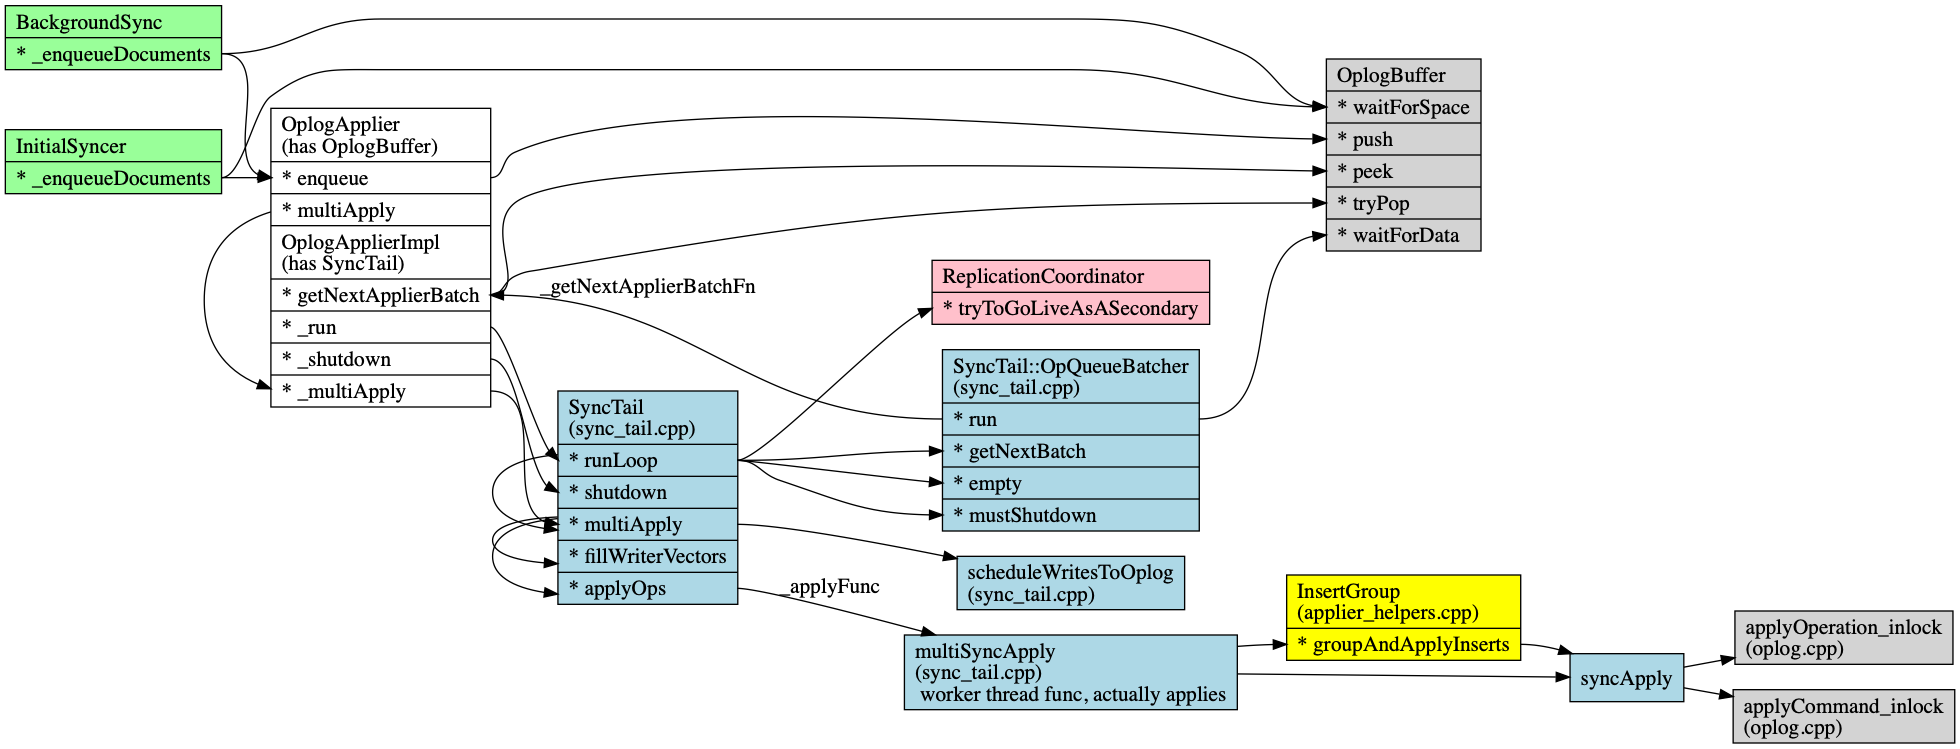 BackgroundSync
* _enqueueDocuments
InitialSyncer
* _enqueueDocuments
OplogApplier
(has OplogBuffer)
* enqueue
* multiApply
OplogApplierImpl
(has SyncTail)
* getNextApplierBatch
* _run
* _shutdown
* _multiApply
OplogBuffer
* waitForSpace
* push
* peek
* tryPop
* waitForData
_getNextApplierBatchFn
ReplicationCoordinator
* tryToGoLiveAsASecondary
SyncTail::OpQueueBatcher
(sync_tail.cpp)
* run
* getNextBatch
* empty
* mustShutdown
SyncTail
(sync_tail.cpp)
* runLoop
* shutdown
* multiApply
* fillWriterVectors
* applyOps
scheduleWritesToOplog
(sync_tail.cpp)
_applyFunc
multiSyncApply
(sync_tail.cpp)
worker thread func, actually applies
InsertGroup
(applier_helpers.cpp)
* groupAndApplyInserts
syncApply
applyOperation_inlock
(oplog.cpp)
applyCommand_inlock
(oplog.cpp)